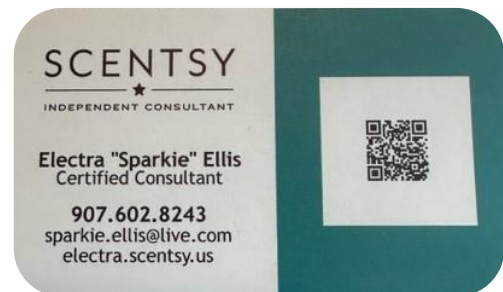 SCENTSY
INDEPENDENT CONSULTANT
Electra "Sparkie" Ellis
Certified Consultant
907.602.8243
sparkie.ellis@live.com
electra.scentsy.us